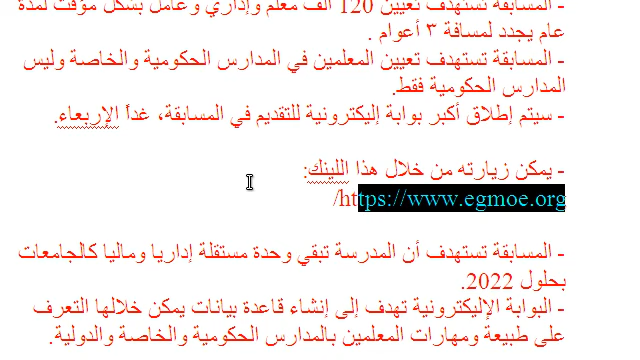 - المسابقة تستهدف تعيين 120 الف معلم وإداري وعامل بشكل مؤقت لمدة
عام يجدد لمسافة ٣ أعوام .
- المسابقة تستهدف تعيين المعلمين في المدارس الحكومية والخاصة وليس
المدارس الحكومية فقط.
- سيتم إطلاق أكبر بوابة إليكترونية للتقديم في المسابقة، غداً الإربعاء.
- يمكن زيارته من خلال هذا اللينك:
https://www.egmoe.org/
- المسابقة تستهدف أن المدرسة تبقي وحدة مستقلة إداريا وماليا كالجامعات
بحلول 2022.
- البوابة الإليكترونية تهدف إلى إنشاء قاعدة بيانات يمكن خلالها التعرف
على طبيعة ومهارات المعلمين بالمدارس الحكومية والخاصة والدولية.